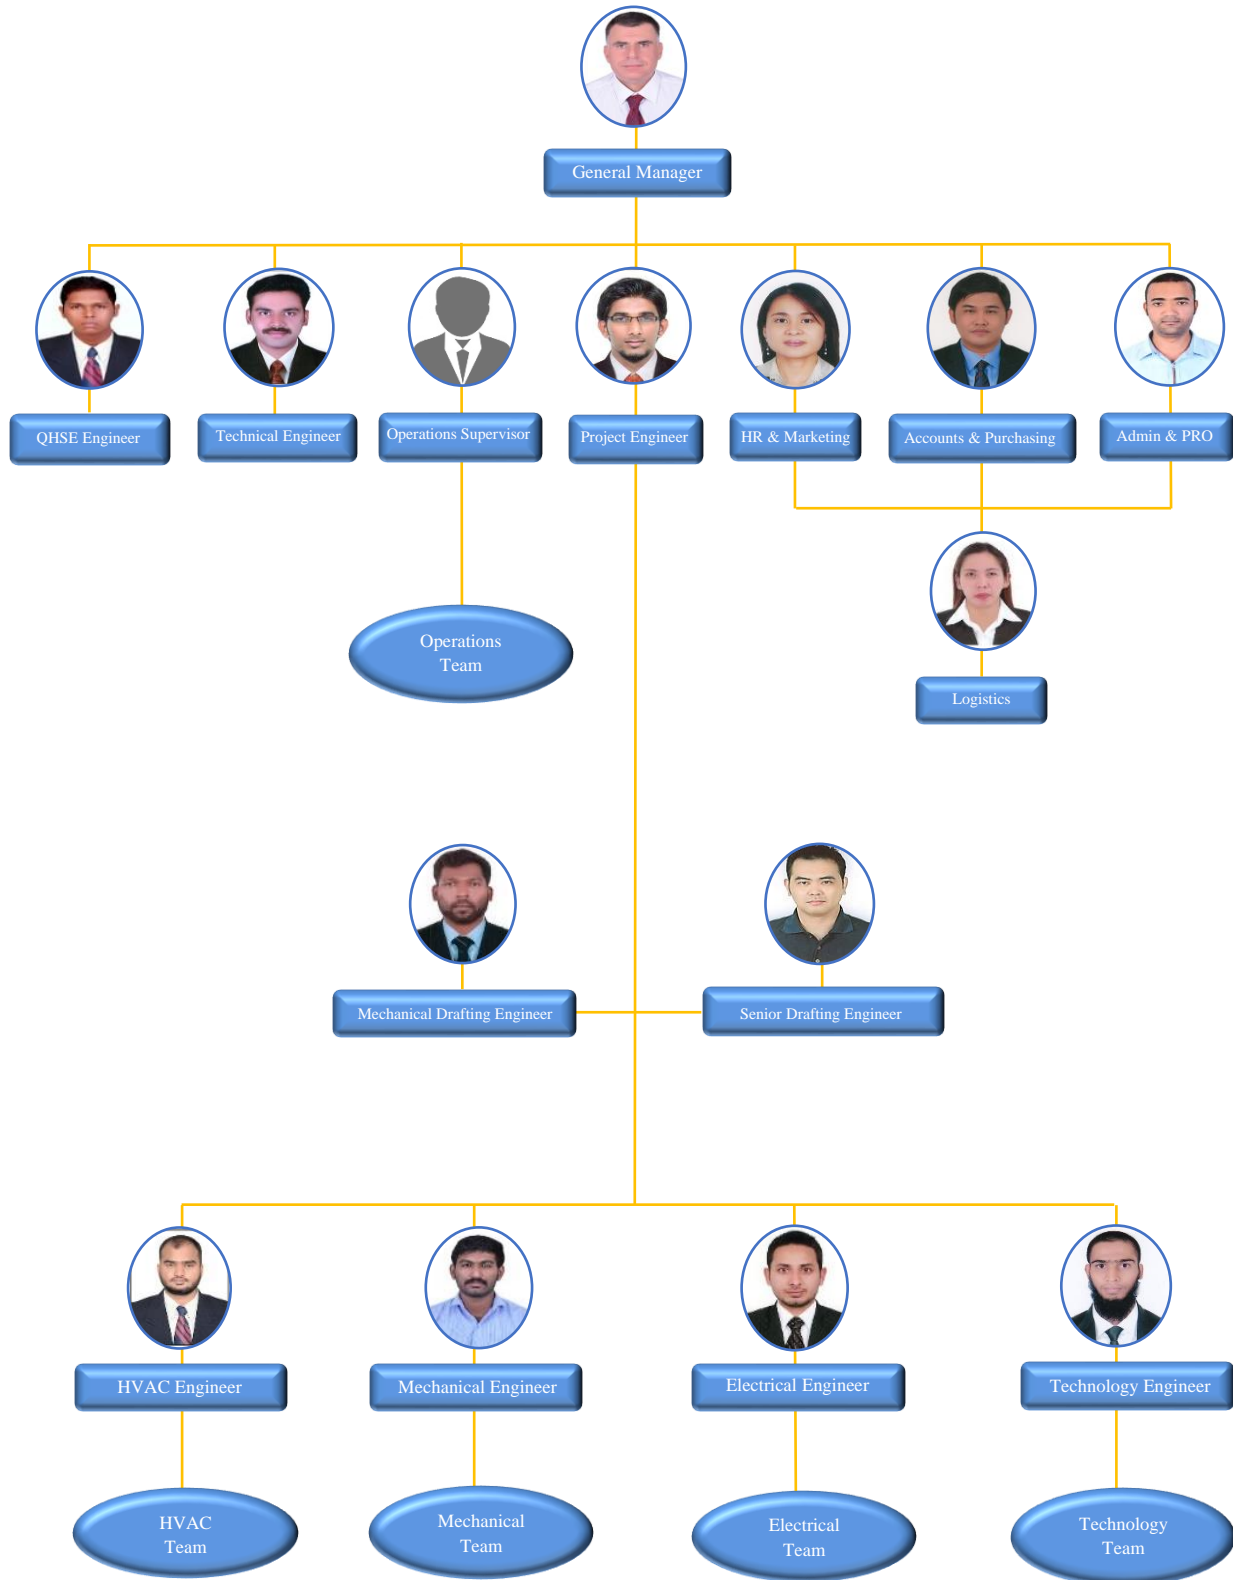 General Manager
QHSE Engineer
Technical Engineer
Operations Supervisor
Project Engineer
HR & Marketing
Accounts & Purchasing
Admin & PRO
Operations
Team
Logistics
Mechanical Drafting Engineer
Senior Drafting Engineer
HVAC Engineer
Mechanical Engineer
Electrical Engineer
Technology Engineer
HVAC
Team
Mechanical
Team
Electrical
Team
Technology
Team